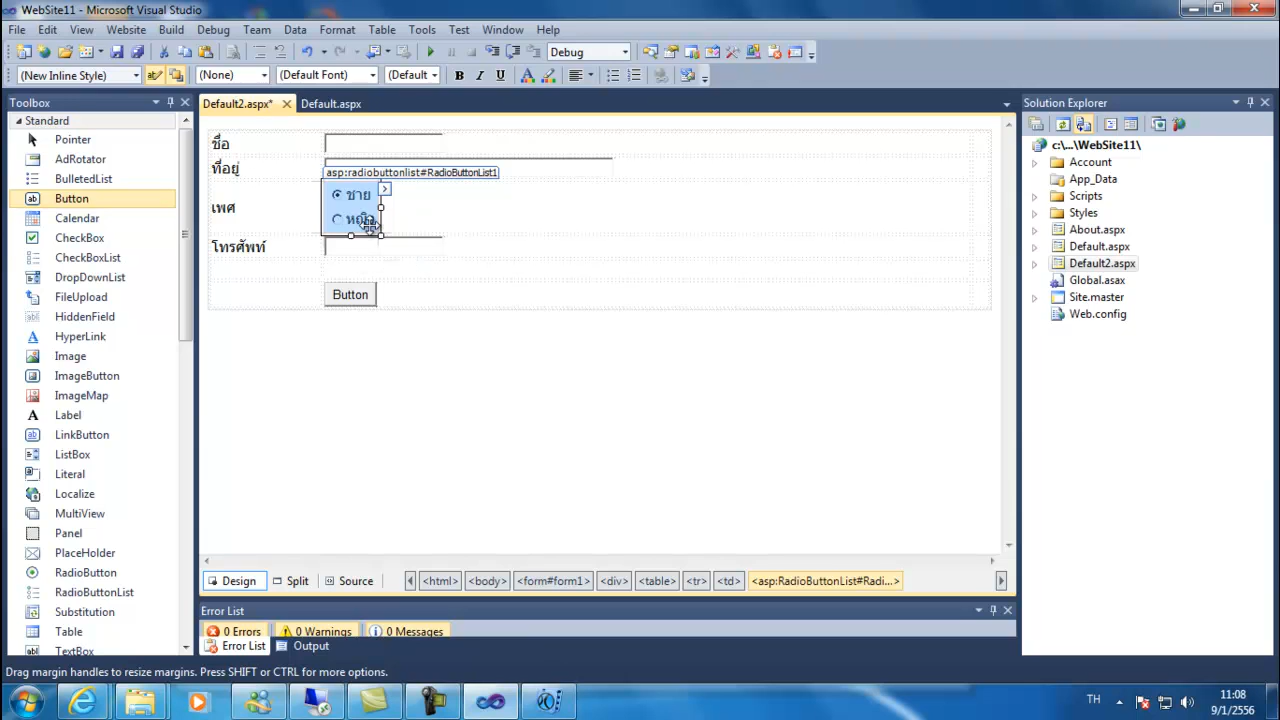 WebSite11 - Microsoft Visual Studio
File Edit View Website Build Debug Team Data Format Table Tools Test Window Help
Debug
(New Inline Style) (None) (Default Font) (Default B I U A
Toolbox
Default2.aspx* Default.aspx
Solution Explorer
Standard
Pointer
AdRotator
BulletedList
Button
Calendar
CheckBox
CheckBoxList
DropDownList
FileUpload
HiddenField
HyperLink
Image
ImageButton
ImageMap
Label
LinkButton
ListBox
Literal
Localize
MultiView
Panel
PlaceHolder
RadioButton
RadioButtonList
Substitution
Table
TextBox
ชื่อ
ที่อยู่
asp:radiobuttonlist#RadioButtonList1
เพศ
ชาย
โทรศัพท์
Button
c:\...\WebSite11\
Account
App_Data
Scripts
Styles
About.aspx
Default.aspx
Default2.aspx
Global.asax
Site.master
Web.config
Design Split Source <html> <body> <form#form1> <div> <table> <tr> <td> <asp:RadioButtonList#Radi...>
Error List
0 Errors 0 Warnings 0 Messages
Error List Output
Drag margin handles to resize margins. Press SHIFT or CTRL for more options.
TH
11:08
9/1/2556